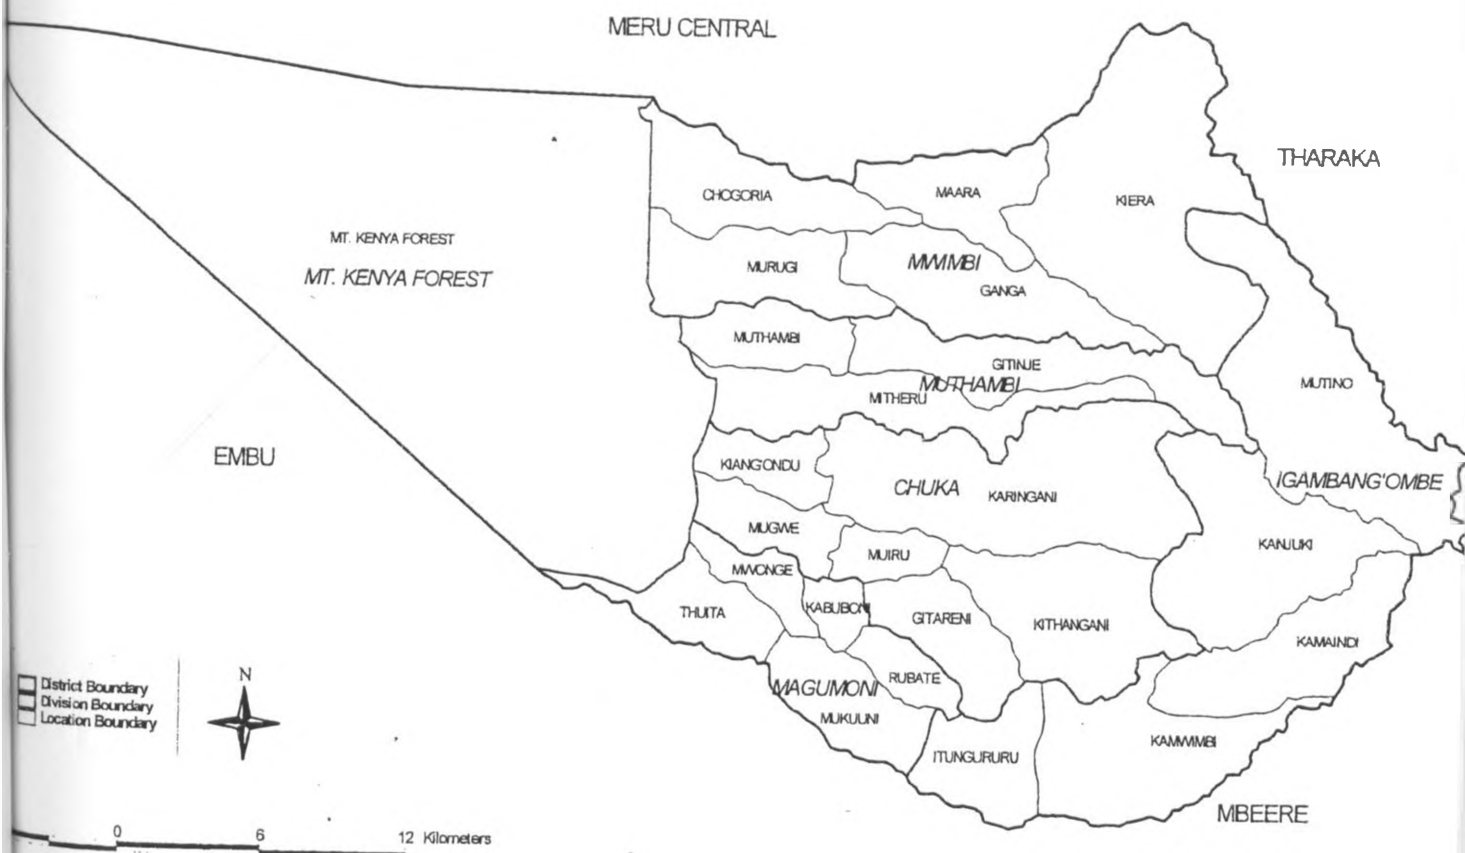 MERU CENTRAL
THARAKA
CHOGORIA
MAARA
KIERA
MT. KENYA FOREST
MT. KENYA FOREST
MURUGI
MWIMBI
GANGA
MUTHAMBI
GITINJE
MUTHAMBI
MITHERU
MUTINO
EMBU
KIANGONDU
CHUKA
KARINGANI
IGAMBANG'OMBE
MUGWE
MUIRU
KANJUKI
MWONGE
THUITA
KABUBONI
GITARENI
KITHANGANI
KAMAINDI
RUBATE
MAGUMONI
MUKUUNI
ITUNGURURU
KAMWIMBI
MBEERE
N
District Boundary
Division Boundary
Location Boundary
0 6 12 Kilometers